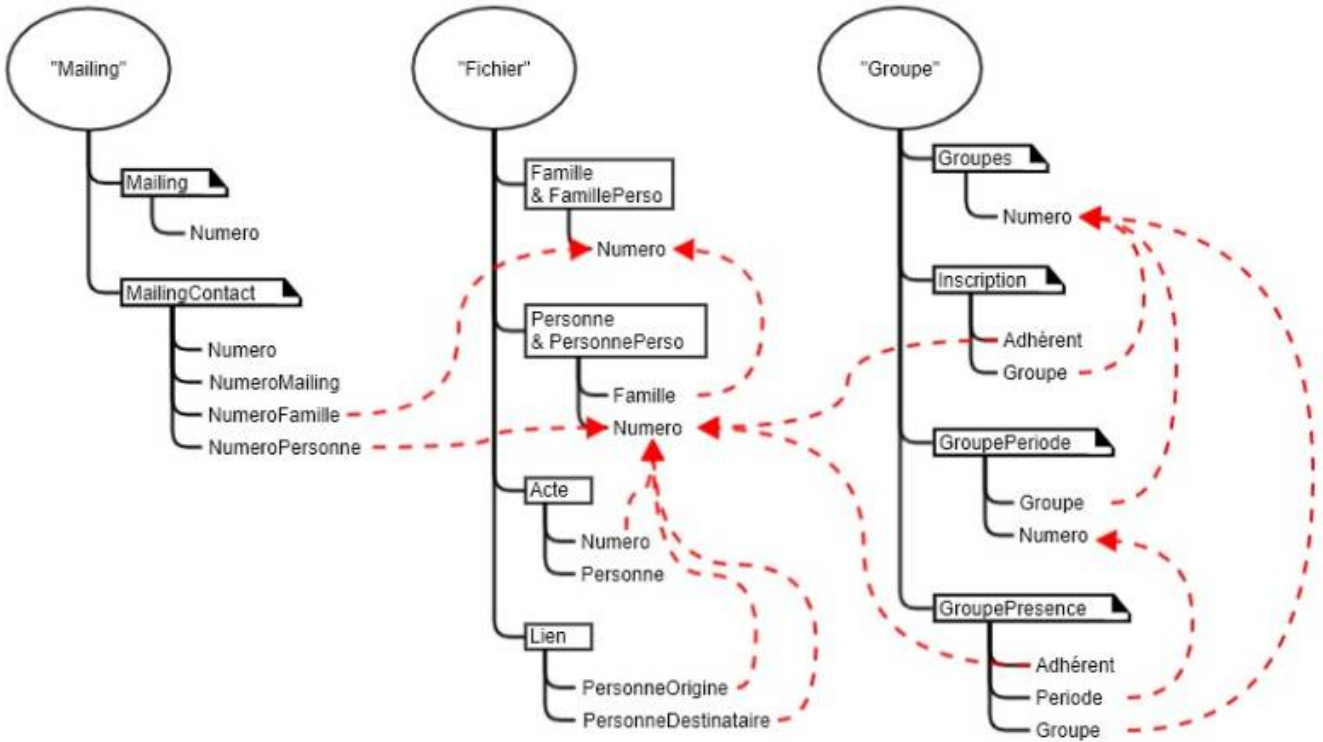 "Mailing"
Mailing
Numero
MailingContact
Numero
NumeroMailing
NumeroFamille
NumeroPersonne
"Fichier"
Famille
& FamillePerso
Numero
Personne
& PersonnePerso
Famille
Numero
Acte
Numero
Personne
Lien
PersonneOrigine
PersonneDestinataire
"Groupe"
Groupes
Numero
Inscription
Adhérent
Groupe
GroupePeriode
Groupe
Numero
GroupePresence
Adhérent
Periode
Groupe